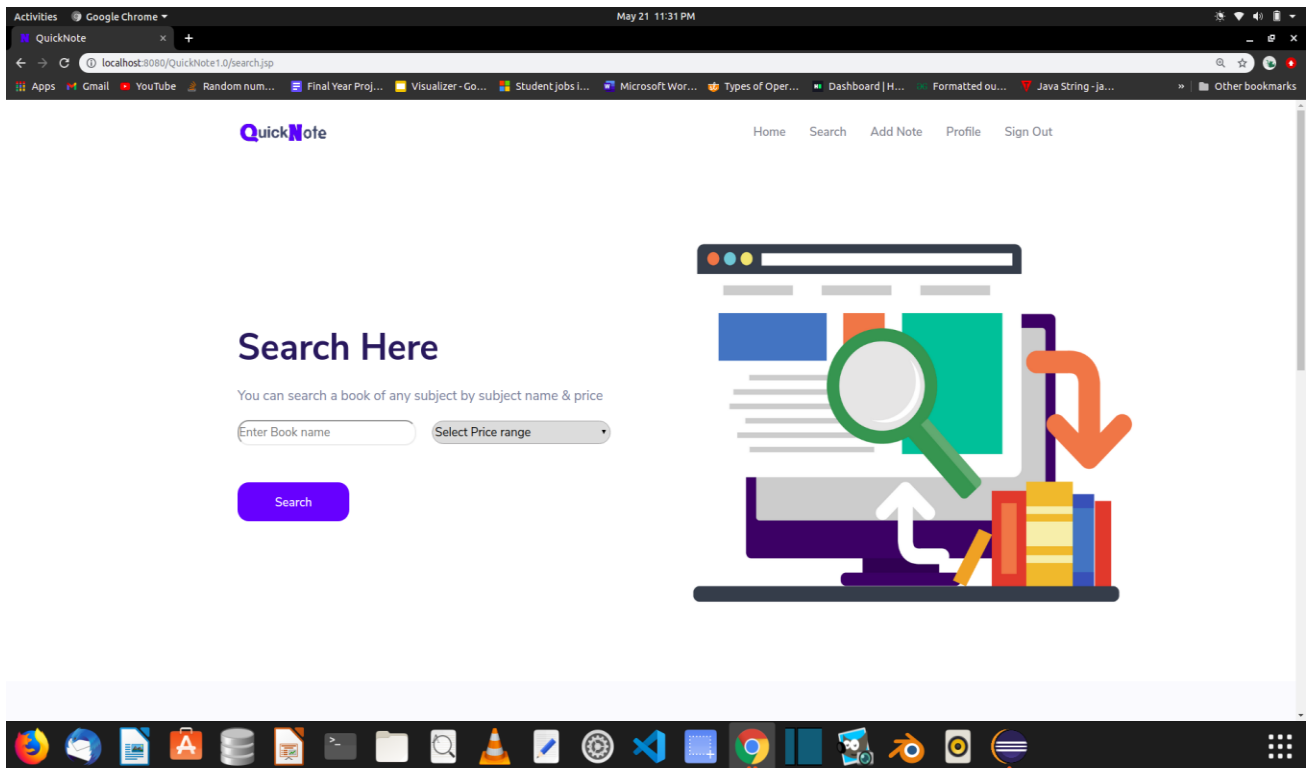 Activities Google Chrome May 21 11:31 PM
QuickNote
localhost:8080/QuickNote1.0/search.jsp
Apps Gmail YouTube Random num... Final Year Proj... Visualizer - Go... Student jobs i... Microsoft Wor... Types of Oper... Dashboard | H... Formatted ou... Java String - ja... » Other bookmarks
QuickNote Home Search Add Note Profile Sign Out
Search Here
You can search a book of any subject by subject name & price
Enter Book name Select Price range
Search